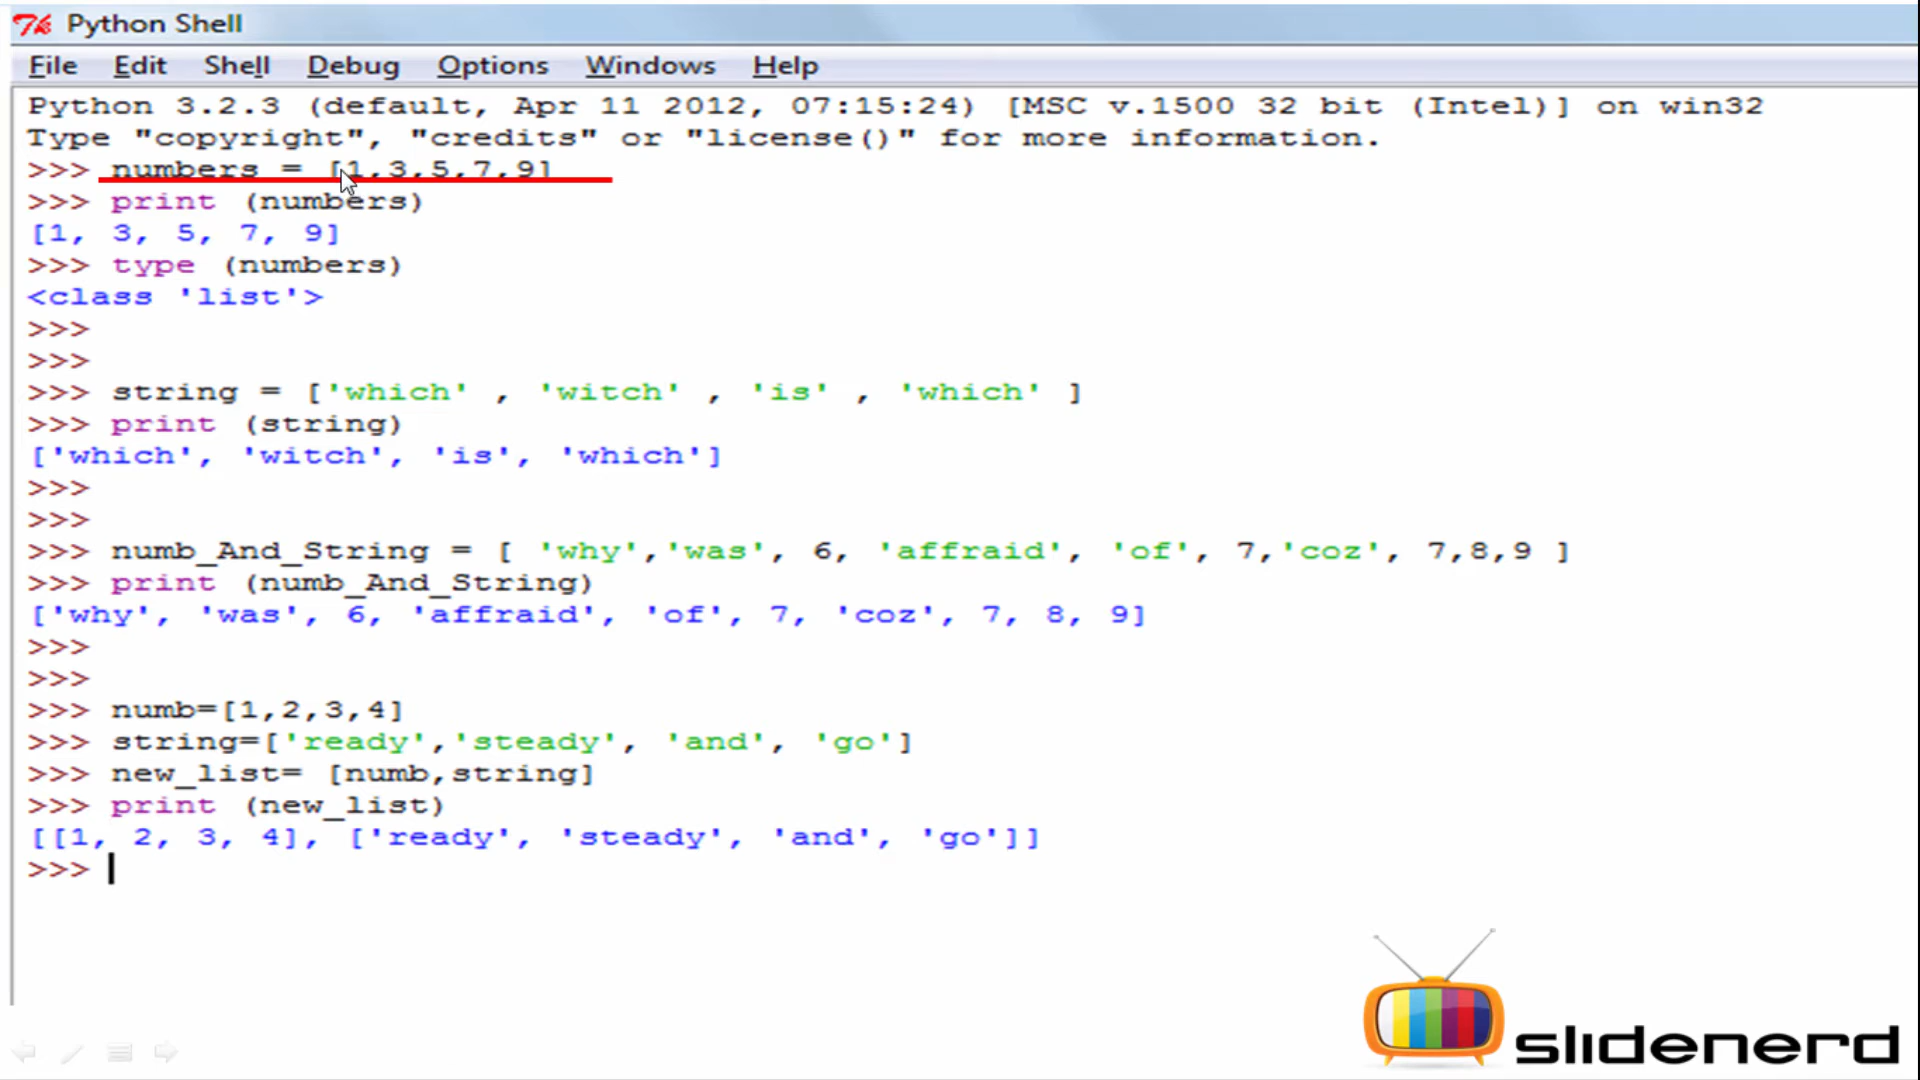 Python Shell
File Edit Shell Debug Options Windows Help
Python 3.2.3 (default, Apr 11 2012, 07:15:24) [MSC v.1500 32 bit (Intel)] on win32
Type "copyright", "credits" or "license()" for more information.
>>> numbers = [1,3,5,7,9]
>>> print (numbers)
[1, 3, 5, 7, 9]
>>> type (numbers)
<class 'list'>
>>>
>>>
>>> string = ['which' , 'witch' , 'is' , 'which' ]
>>> print (string)
['which', 'witch', 'is', 'which']
>>>
>>>
>>> numb_And_String = [ 'why','was', 6, 'affraid', 'of', 7,'coz', 7,8,9 ]
>>> print (numb_And_String)
['why', 'was', 6, 'affraid', 'of', 7, 'coz', 7, 8, 9]
>>>
>>>
>>> numb=[1,2,3,4]
>>> string=['ready','steady', 'and', 'go']
>>> new_list= [numb,string]
>>> print (new_list)
[[1, 2, 3, 4], ['ready', 'steady', 'and', 'go']]
>>>
slidenerd